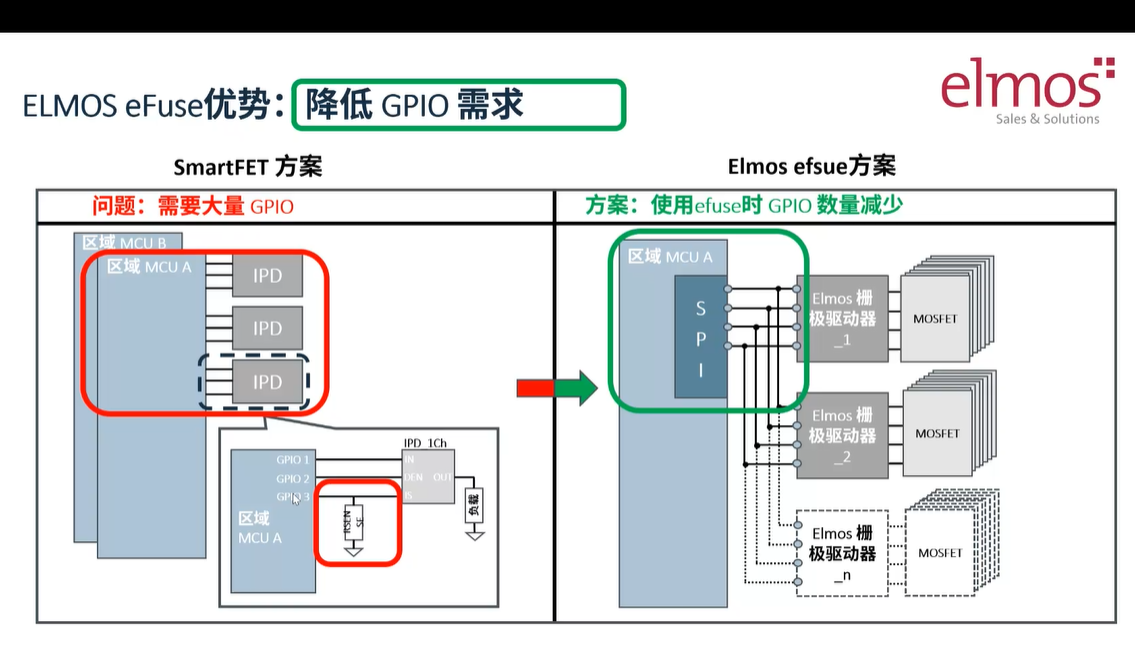 ELMOS eFuse优势：降低 GPIO 需求
elmos
Sales & Solutions
SmartFET 方案
Elmos efsue方案
问题：需要大量 GPIO
方案：使用efuse时 GPIO 数量减少
区域 MCU B
区域 MCU A
IPD
IPD
IPD
IPD_1Ch
GPIO 1
IN
GPIO 2
DEN
OUT
GPIO 3
IS
RSEN
SE
负载
区域
MCU A
区域 MCU A
S
P
I
Elmos 栅
极驱动器
_1
MOSFET
Elmos 栅
极驱动器
_2
MOSFET
Elmos 栅
极驱动器
_n
MOSFET